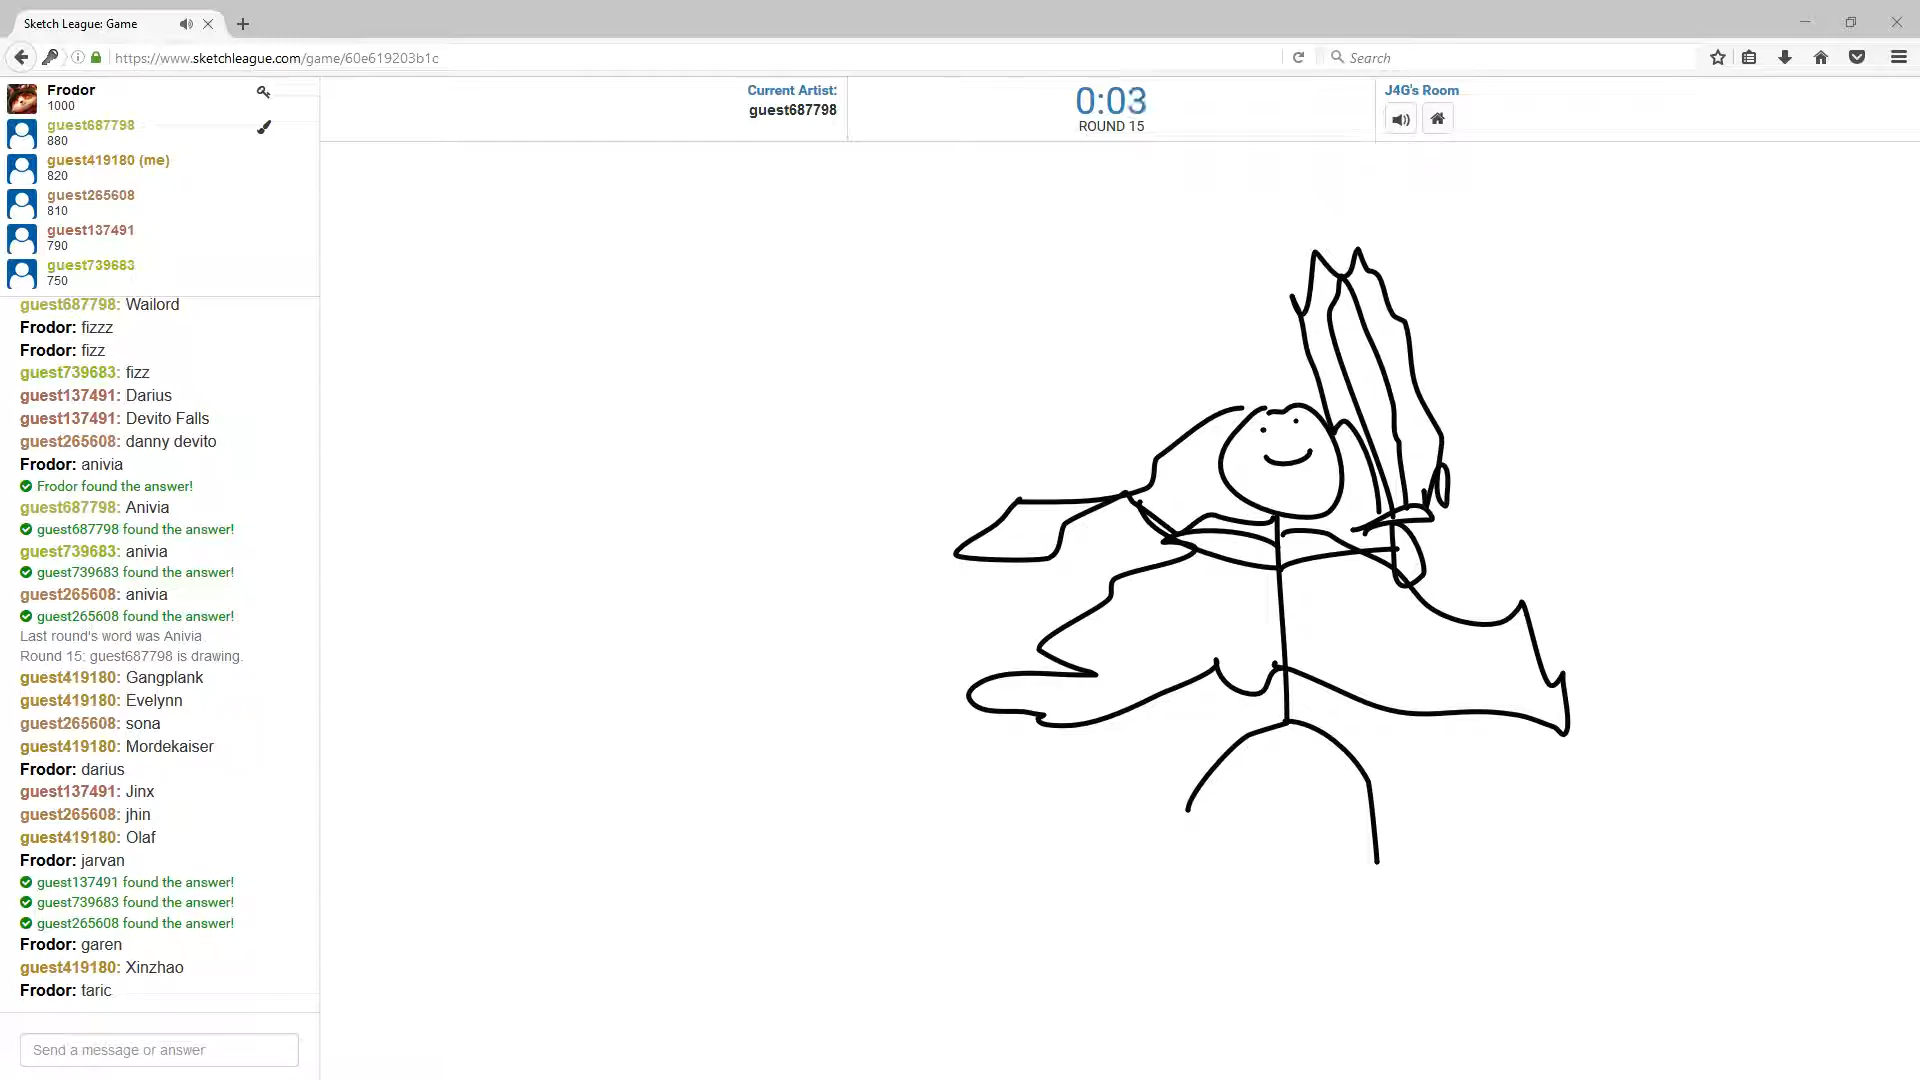 Sketch League: Game
https://www.sketchleague.com/game/60e619203b1c
Search
Frodor
1000
guest687798
880
guest419180 (me)
820
guest265608
810
guest137491
790
guest739683
750
Current Artist:
guest687798
0:03
ROUND 15
J4G's Room
guest687798: Wailord
Frodor: fizzz
Frodor: fizz
guest739683: fizz
guest137491: Darius
guest137491: Devito Falls
guest265608: danny devito
Frodor: anivia
Frodor found the answer!
guest687798: Anivia
guest687798 found the answer!
guest739683: anivia
guest739683 found the answer!
guest265608: anivia
guest265608 found the answer!
Last round's word was Anivia
Round 15: guest687798 is drawing.
guest419180: Gangplank
guest419180: Evelynn
guest265608: sona
guest419180: Mordekaiser
Frodor: darius
guest137491: Jinx
guest265608: jhin
guest419180: Olaf
Frodor: jarvan
guest137491 found the answer!
guest739683 found the answer!
guest265608 found the answer!
Frodor: garen
guest419180: Xinzhao
Frodor: taric
Send a message or answer